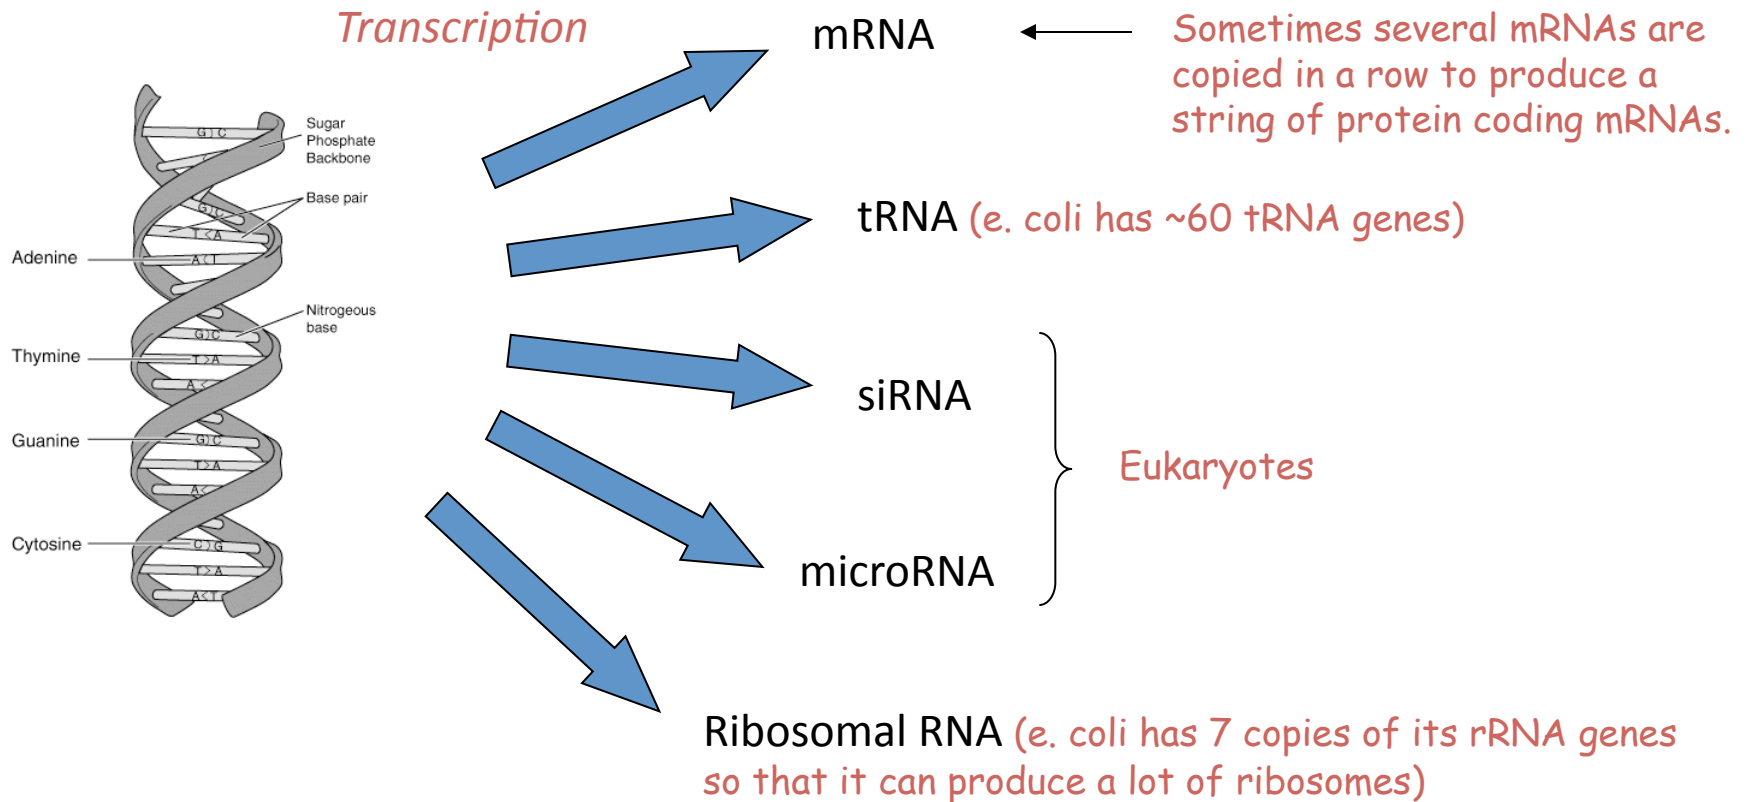 Transcription
mRNA
Sometimes several mRNAs are
copied in a row to produce a
string of protein coding mRNAs.
Sugar
Phosphate
Backbone
Base pair
Adenine
Nitrogeous
base
Thymine
Guanine
Cytosine
G C
G C
T A
A T
G C
T A
A
G C
T A
A
C G
T A
A T
tRNA (e. coli has ~60 tRNA genes)
siRNA
Eukaryotes
microRNA
Ribosomal RNA (e. coli has 7 copies of its rRNA genes
so that it can produce a lot of ribosomes)